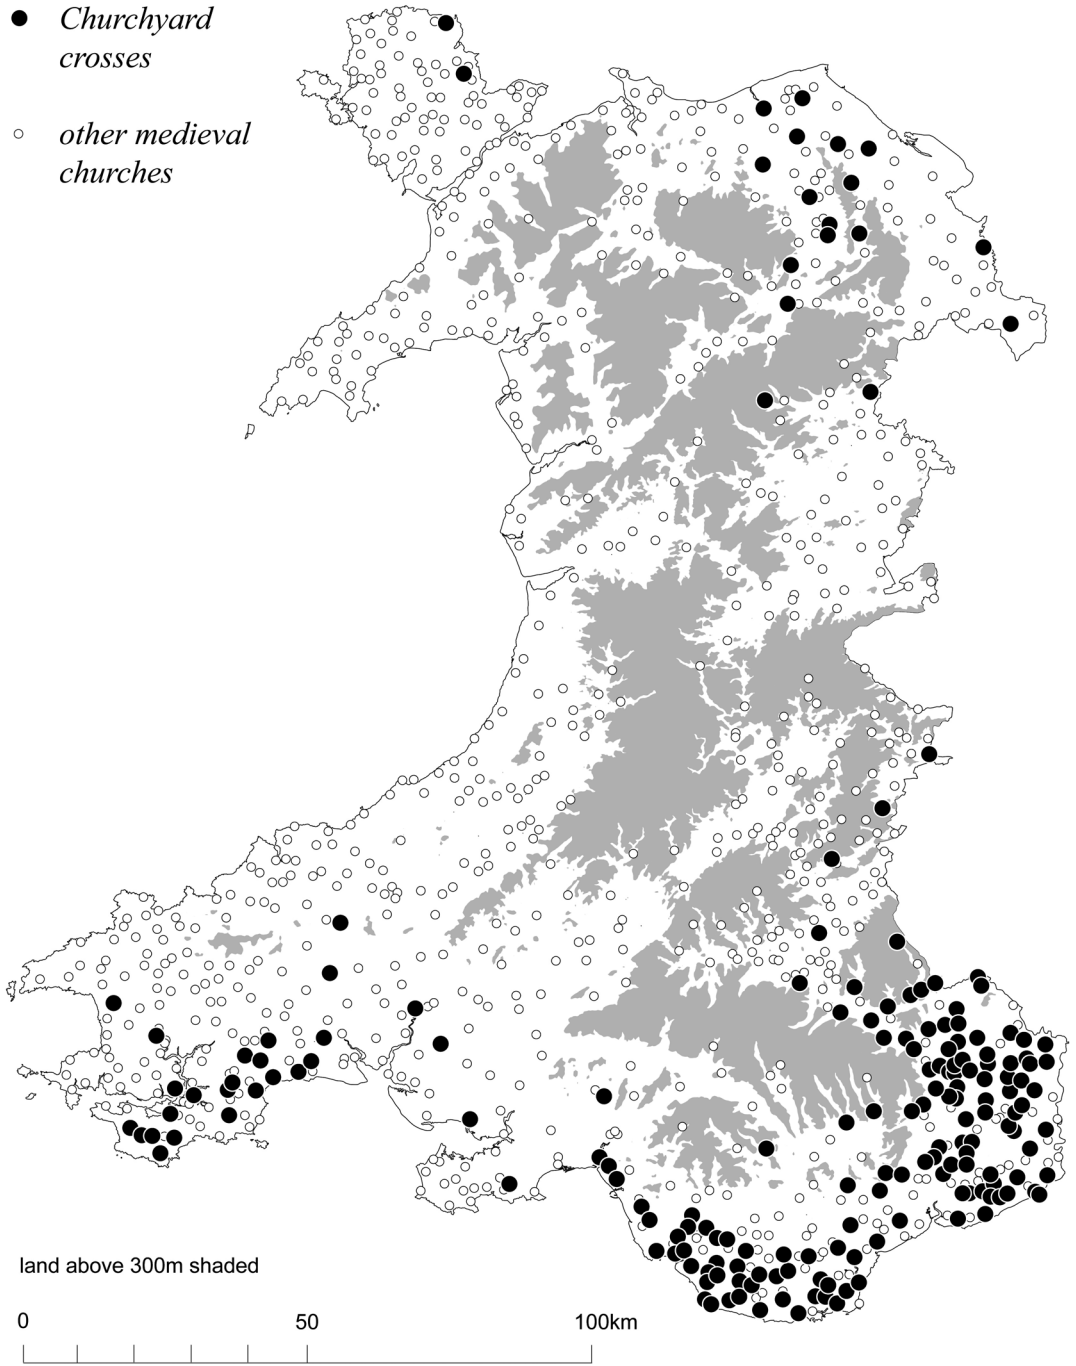 Churchyard
crosses
other medieval
churches
land above 300m shaded
0 50 100km